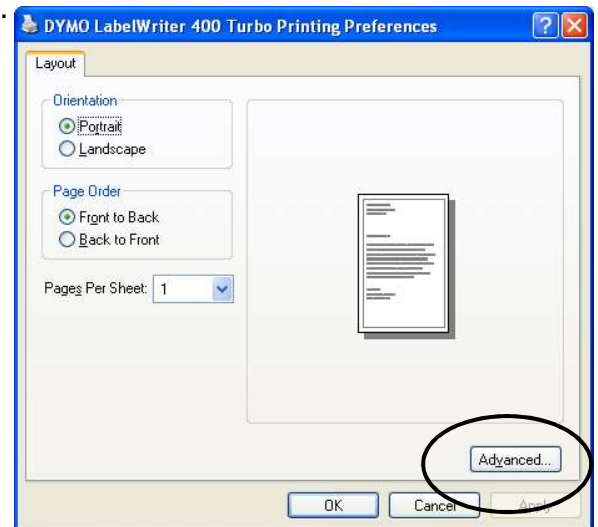 .
DYMO LabelWriter 400 Turbo Printing Preferences
Layout
Orientation
Portrait
Landscape
Page Order
Front to Back
Back to Front
Pages Per Sheet: 1
Advanced...
OK Cancel Apply